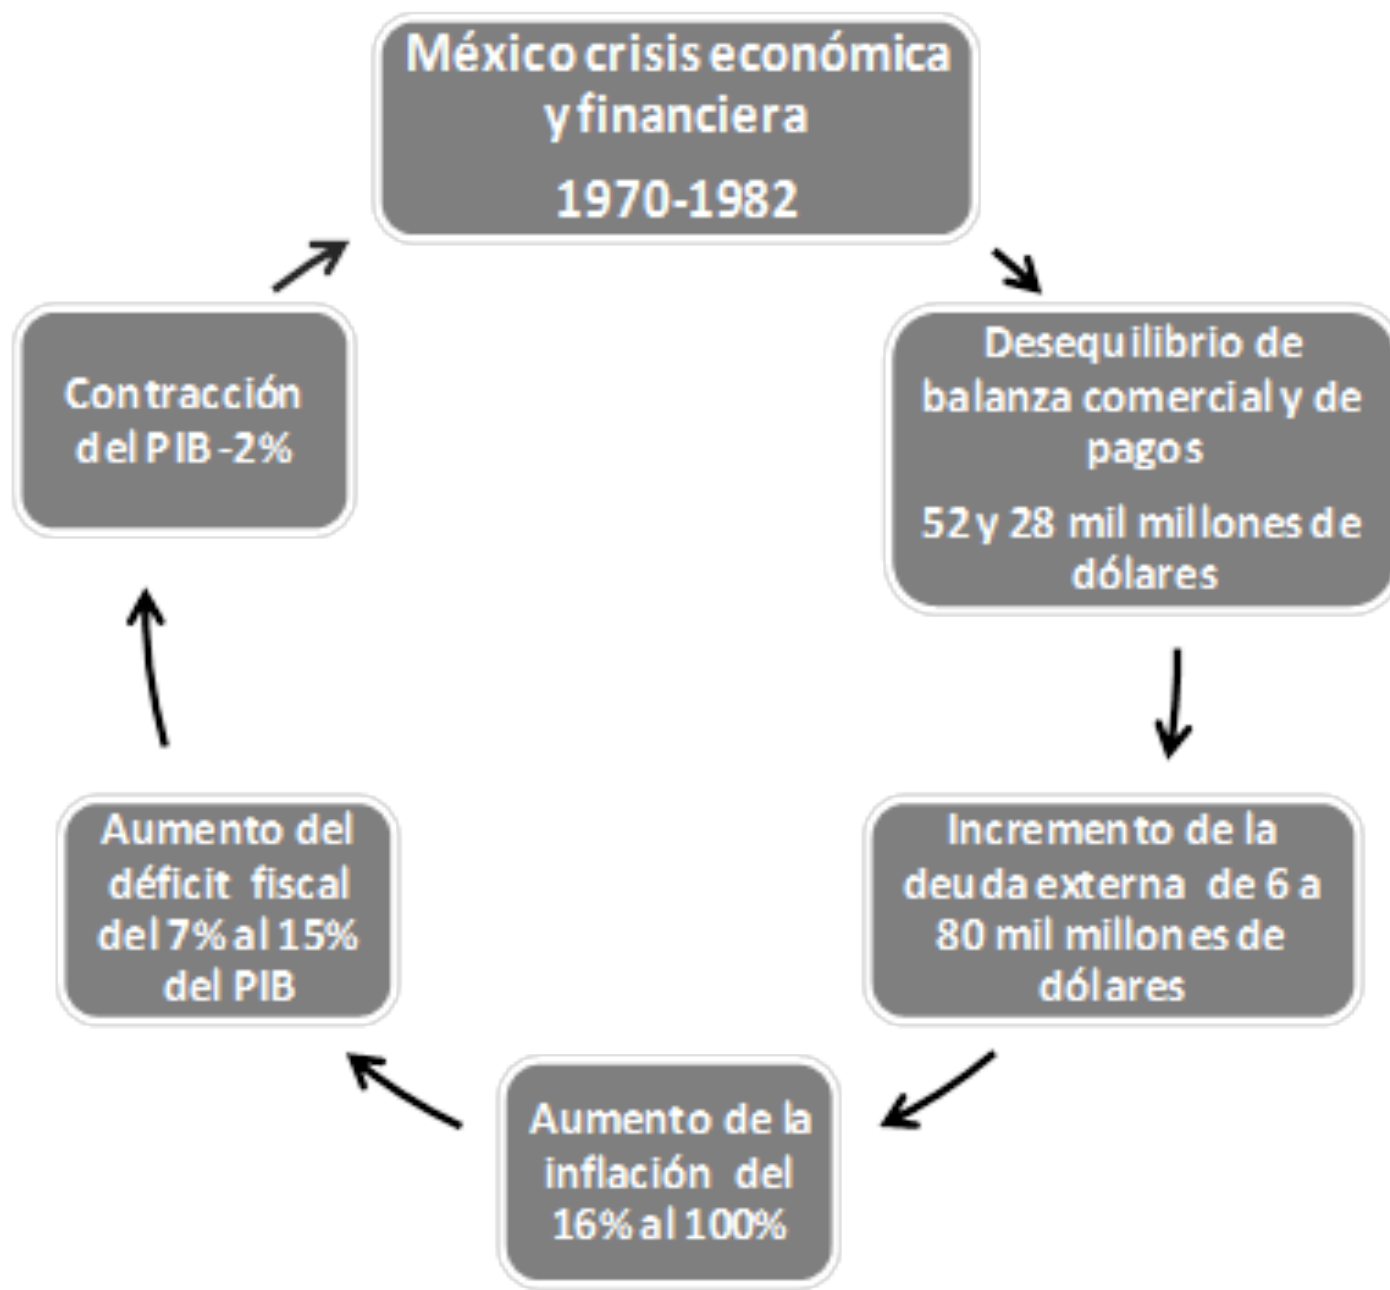 México crisis económica
y financiera
1970-1982
Desequilibrio de
balanza comercial y de
pagos
52 y 28 mil millones de
dólares
Incremento de la
deuda externa de 6 a
80 mil millones de
dólares
Aumento de la
inflación del
16% al 100%
Aumento del
déficit fiscal
del 7% al 15%
del PIB
Contracción
del PIB -2%